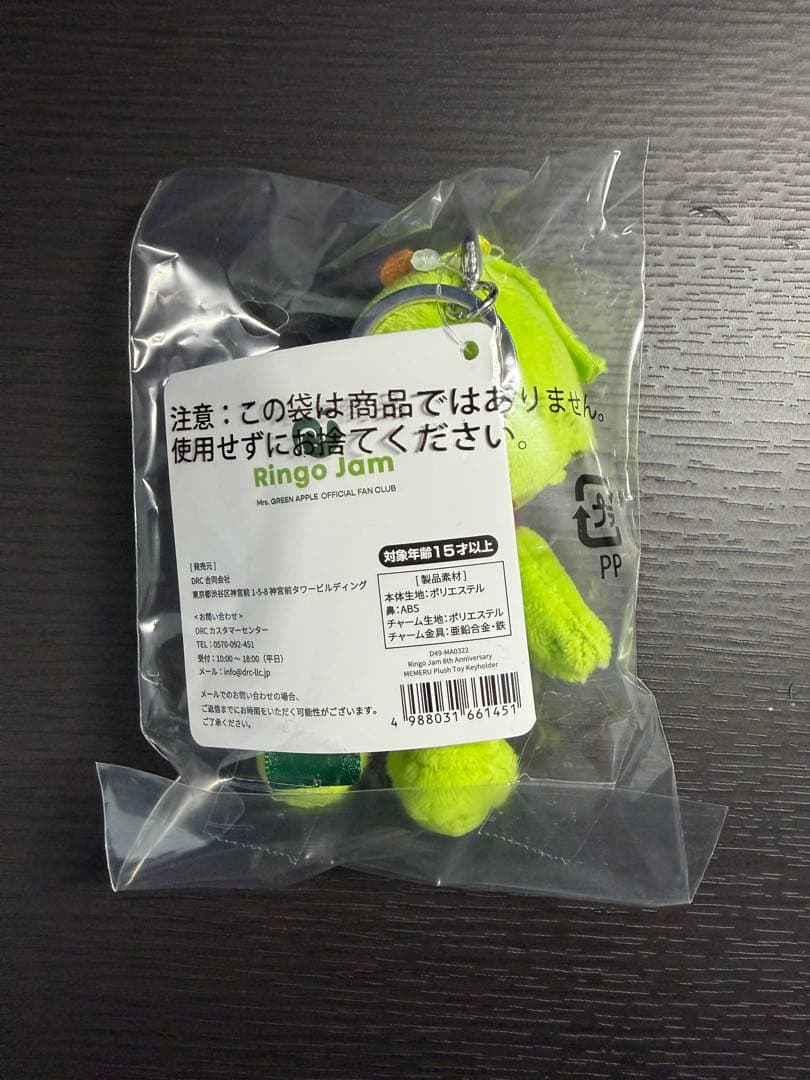 注意：この袋は商品ではありません。
使用せずにお捨てください。
Ringo Jam
Mrs. GREEN APPLE OFFICIAL FAN CLUB
PP
プラ
対象年齢15才以上
[発売元]
DRC 合同会社
東京都渋谷区神宮前 1-5-8 神宮前タワービルディング
<お問い合わせ>
DRC カスタマーセンター
TEL：0570-092-451
受付：10:00 ～ 18:00（平日）
メール：info@drc-llc.jp
メールでのお問い合わせの場合、
ご返信までにお時間をいただく可能性がございます。
ご了承ください。
[製品素材]
本体生地：ポリエステル
鼻：ABS
チャーム生地：ポリエステル
チャーム金具：亜鉛合金・鉄
D49-MA0322
Ringo Jam 8th Anniversary
MEMERU Plush Toy Keyholder
4 988031 661451